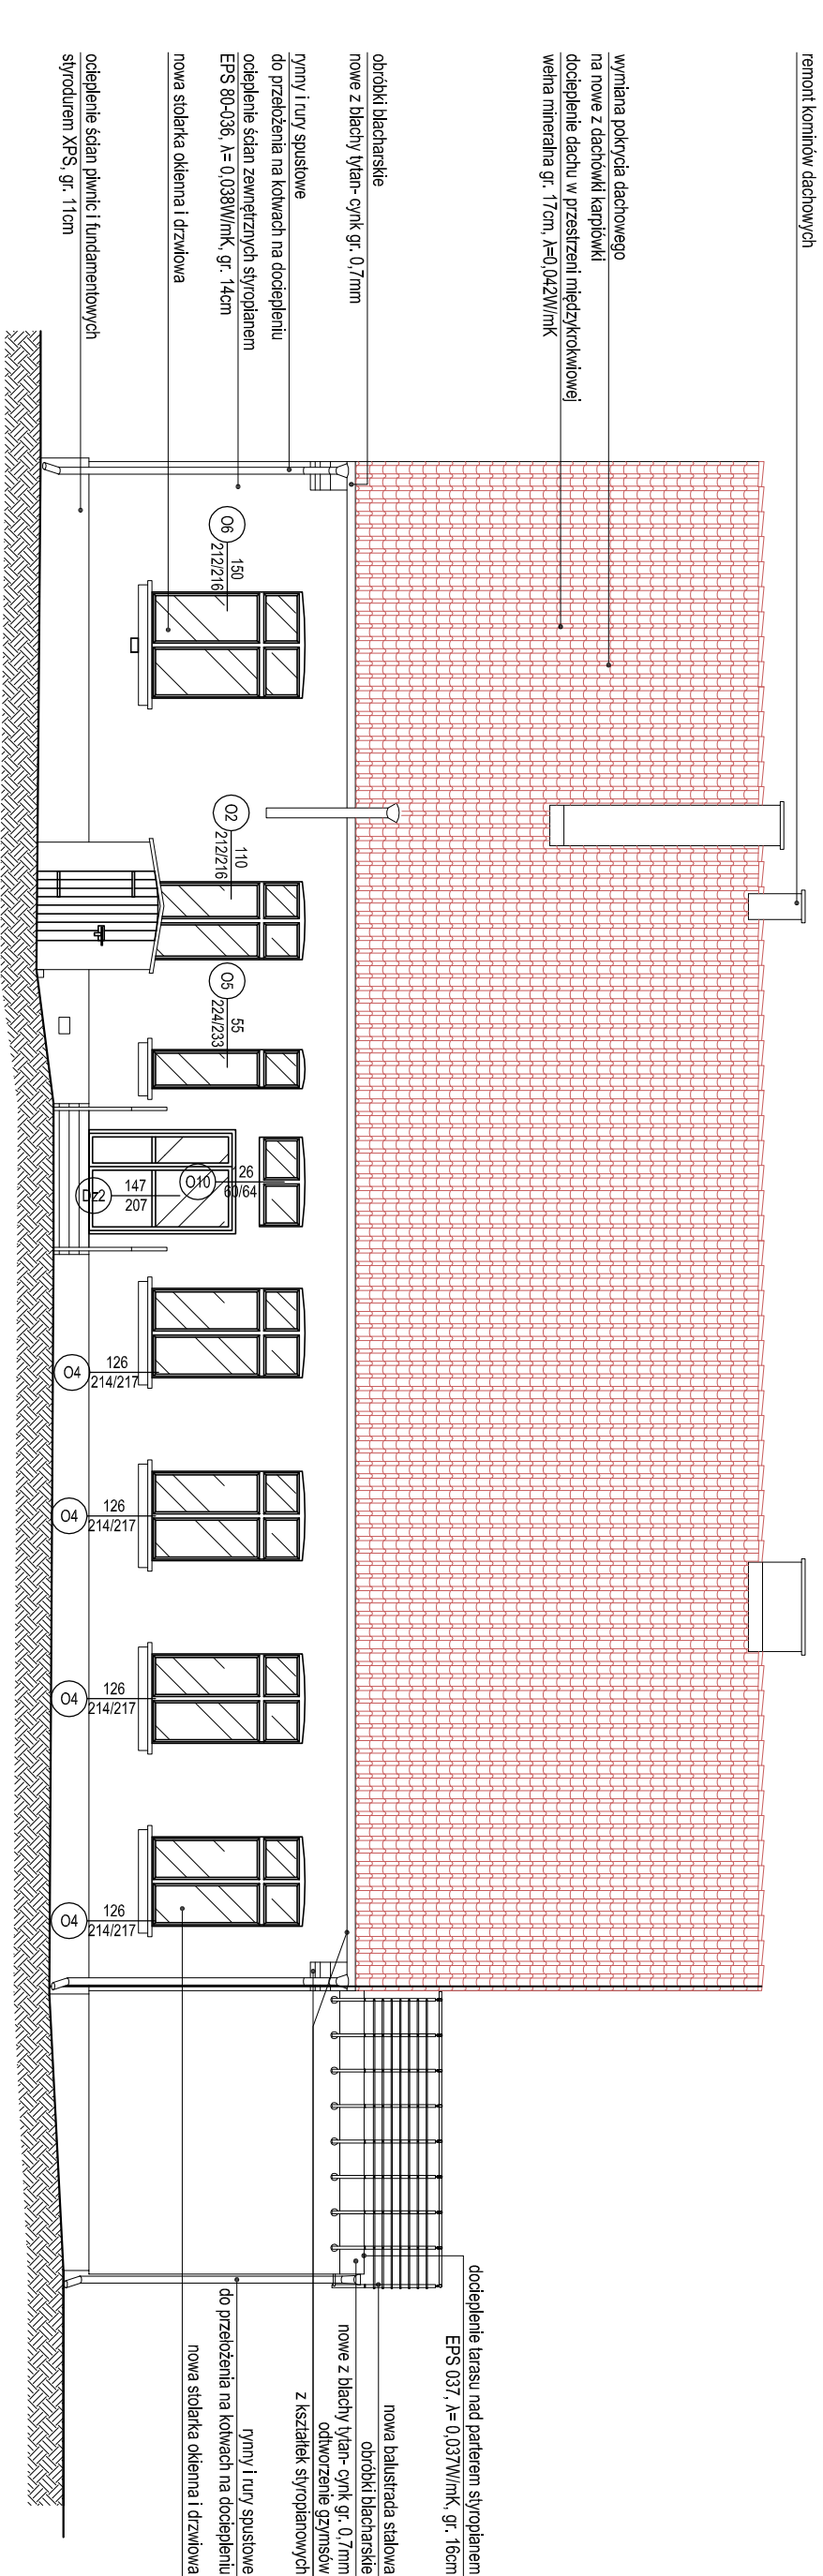 remont kominów dachowych
wymiana pokrycia dachowego
na nowe z dachówki karpiówki
docieplenie dachu w przestrzeni międzykrokwiowej
wełna mineralna gr. 17cm, λ=0,042W/mK
obróbki blacharskie
nowe z blachy tytan- cynk gr. 0,7mm
rynny i rury spustowe
do przełożenia na kotwach na dociepleniu
ocieplenie ścian zewnętrznych styropianem
EPS 80-036, λ= 0,038W/mK, gr. 14cm
nowa stolarka okienna i drzwiowa
ocieplenie ścian piwnic i fundamentowych
styrodurem XPS, gr. 11cm
O6
150
212/216
O2
110
212/216
O5
55
224/233
O10
26
60/64
Dz2
147
207
O4
126
214/217
O4
126
214/217
O4
126
214/217
O4
126
214/217
docieplenie tarasu nad parterem styropianem
EPS 037, λ= 0,037W/mK, gr. 16cm
nowa balustrada stalowa
obróbki blacharskie
nowe z blachy tytan- cynk gr. 0,7mm
odtworzenie gzymsów
z kształtek styropianowych
rynny i rury spustowe
do przełożenia na kotwach na dociepleniu
nowa stolarka okienna i drzwiowa